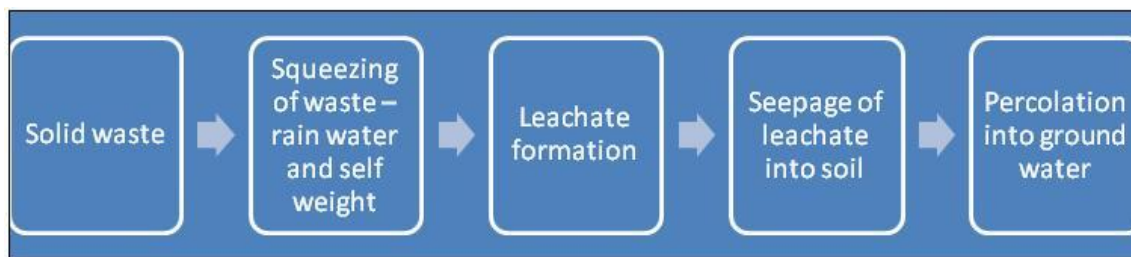 Solid waste
Squeezing
of waste –
rain water
and self
weight
Leachate
formation
Seepage of
leachate
into soil
Percolation
into ground
water